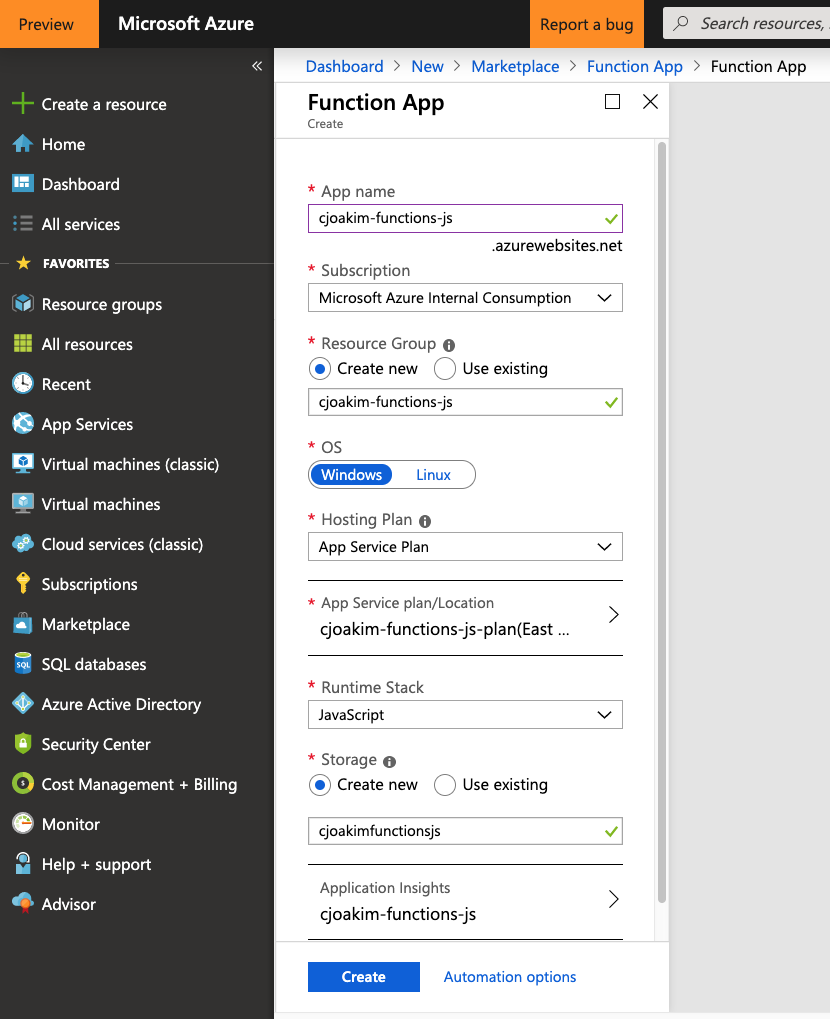 Preview
Microsoft Azure
Report a bug
Search resources,
«
Dashboard > New > Marketplace > Function App > Function App
Create a resource
Home
Dashboard
All services
FAVORITES
Resource groups
All resources
Recent
App Services
Virtual machines (classic)
Virtual machines
Cloud services (classic)
Subscriptions
Marketplace
SQL databases
Azure Active Directory
Security Center
Cost Management + Billing
Monitor
Help + support
Advisor
Function App
Create
* App name
cjoakim-functions-js
.azurewebsites.net
* Subscription
Microsoft Azure Internal Consumption
* Resource Group
Create new Use existing
cjoakim-functions-js
* OS
Windows Linux
* Hosting Plan
App Service Plan
* App Service plan/Location
cjoakim-functions-js-plan(East ...
* Runtime Stack
JavaScript
* Storage
Create new Use existing
cjoakimfunctionsjs
Application Insights
cjoakim-functions-js
Create Automation options